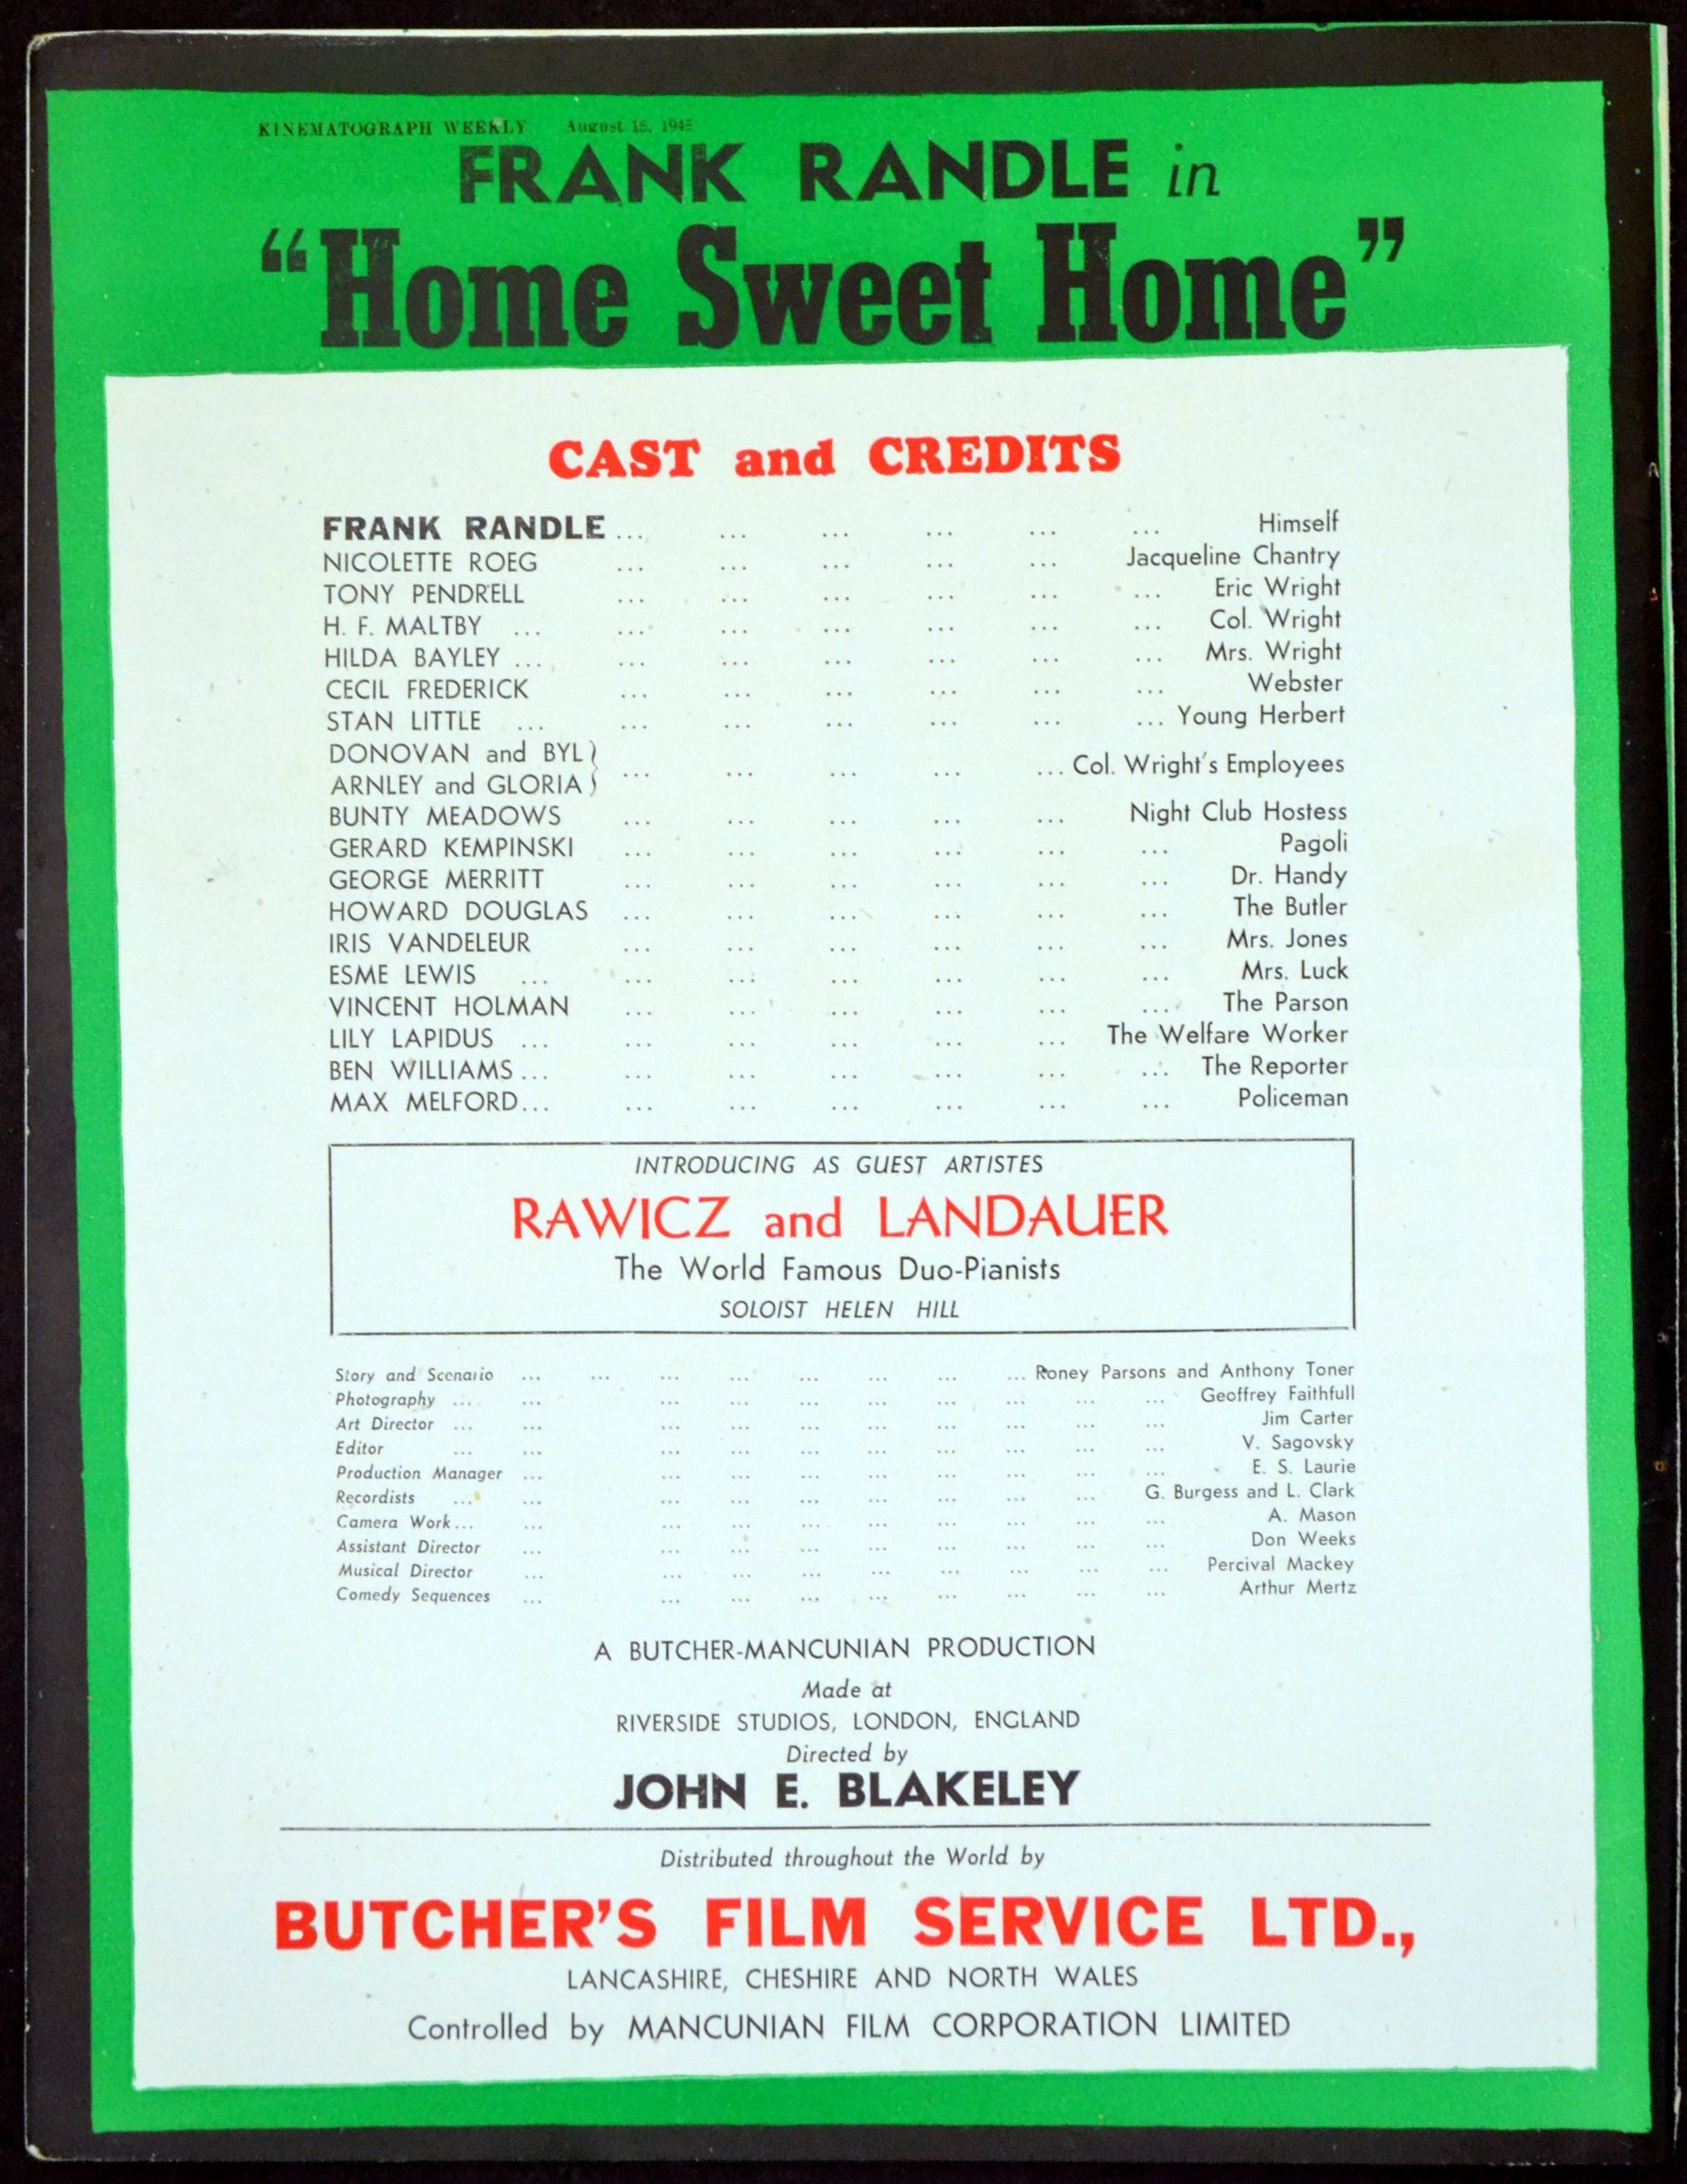 KINEMATOGRAPH WEEKLY August 16, 1945
FRANK RANDLE in
“Home Sweet Home”
CAST and CREDITS
FRANK RANDLE ... ... ... ... ... ... Himself
NICOLETTE ROEG ... ... ... ... ... Jacqueline Chantry
TONY PENDRELL ... ... ... ... ... ... Eric Wright
H. F. MALTBY ... ... ... ... ... ... ... Col. Wright
HILDA BAYLEY ... ... ... ... ... ... ... Mrs. Wright
CECIL FREDERICK ... ... ... ... ... ... Webster
STAN LITTLE ... ... ... ... ... ... ... Young Herbert
DONOVAN and BYL)
... ... ... ... ... Col. Wright's Employees
ARNLEY and GLORIA)
BUNTY MEADOWS ... ... ... ... ... Night Club Hostess
GERARD KEMPINSKI ... ... ... ... ... ... Pagoli
GEORGE MERRITT ... ... ... ... ... ... Dr. Handy
HOWARD DOUGLAS ... ... ... ... ... ... The Butler
IRIS VANDELEUR ... ... ... ... ... ... Mrs. Jones
ESME LEWIS ... ... ... ... ... ... ... Mrs. Luck
VINCENT HOLMAN ... ... ... ... ... ... The Parson
LILY LAPIDUS ... ... ... ... ... ... The Welfare Worker
BEN WILLIAMS ... ... ... ... ... ... ... The Reporter
MAX MELFORD ... ... ... ... ... ... ... Policeman
INTRODUCING AS GUEST ARTISTES
RAWICZ and LANDAUER
The World Famous Duo-Pianists
SOLOIST HELEN HILL
Story and Scenario ... ... ... ... ... ... ... ... Roney Parsons and Anthony Toner
Photography ... ... ... ... ... ... ... ... ... ... Geoffrey Faithfull
Art Director ... ... ... ... ... ... ... ... ... ... Jim Carter
Editor ... ... ... ... ... ... ... ... ... ... V. Sagovsky
Production Manager ... ... ... ... ... ... ... ... ... E. S. Laurie
Recordists ... ... ... ... ... ... ... ... ... G. Burgess and L. Clark
Camera Work ... ... ... ... ... ... ... ... ... ... A. Mason
Assistant Director ... ... ... ... ... ... ... ... ... Don Weeks
Musical Director ... ... ... ... ... ... ... ... ... Percival Mackey
Comedy Sequences ... ... ... ... ... ... ... ... ... Arthur Mertz
A BUTCHER-MANCUNIAN PRODUCTION
Made at
RIVERSIDE STUDIOS, LONDON, ENGLAND
Directed by
JOHN E. BLAKELEY
Distributed throughout the World by
BUTCHER'S FILM SERVICE LTD.,
LANCASHIRE, CHESHIRE AND NORTH WALES
Controlled by MANCUNIAN FILM CORPORATION LIMITED